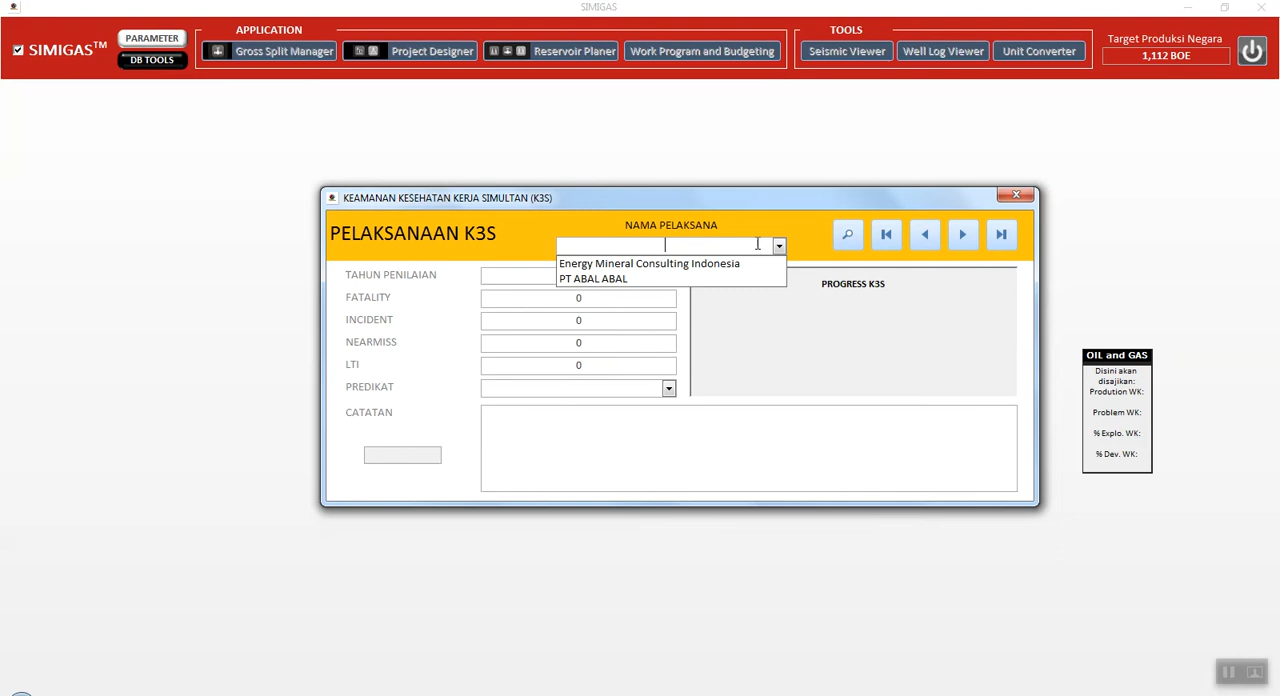 SIMIGAS
SIMIGAS™
PARAMETER
DB TOOLS
APPLICATION
Gross Split Manager
Project Designer
Reservoir Planer
Work Program and Budgeting
TOOLS
Seismic Viewer
Well Log Viewer
Unit Converter
Target Produksi Negara
1,112 BOE
KEAMANAN KESEHATAN KERJA SIMULTAN (K3S)
PELAKSANAAN K3S
NAMA PELAKSANA
Energy Mineral Consulting Indonesia
PT ABAL ABAL
TAHUN PENILAIAN
FATALITY
0
INCIDENT
0
NEARMISS
0
LTI
0
PREDIKAT
CATATAN
PROGRESS K3S
OIL and GAS
Disini akan
disajikan:
Prodution WK:
Problem WK:
% Explo. WK:
% Dev. WK: